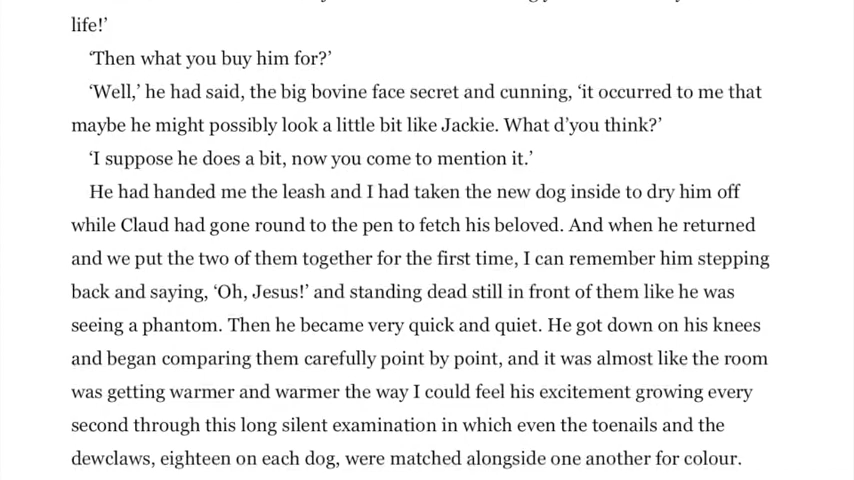 life!’
‘Then what you buy him for?’
‘Well,’ he had said, the big bovine face secret and cunning, ‘it occurred to me that
maybe he might possibly look a little bit like Jackie. What d’you think?’
‘I suppose he does a bit, now you come to mention it.’
He had handed me the leash and I had taken the new dog inside to dry him off
while Claud had gone round to the pen to fetch his beloved. And when he returned
and we put the two of them together for the first time, I can remember him stepping
back and saying, ‘Oh, Jesus!’ and standing dead still in front of them like he was
seeing a phantom. Then he became very quick and quiet. He got down on his knees
and began comparing them carefully point by point, and it was almost like the room
was getting warmer and warmer the way I could feel his excitement growing every
second through this long silent examination in which even the toenails and the
dewclaws, eighteen on each dog, were matched alongside one another for colour.